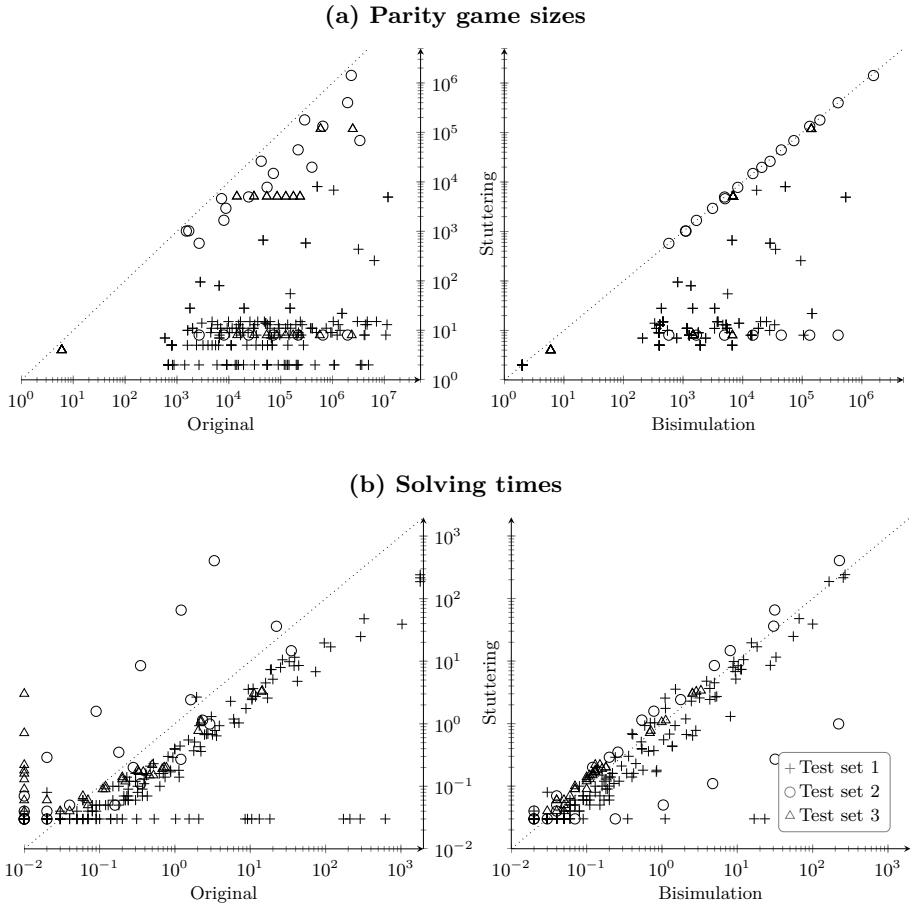 (a) Parity game sizes
10^6
10^5
10^4
10^3
10^2
10^1
10^0
Stuttering
10^0 10^1 10^2 10^3 10^4 10^5 10^6 10^7
Original
10^0 10^1 10^2 10^3 10^4 10^5 10^6
Bisimulation
(b) Solving times
10^3
10^2
10^1
10^0
10^−1
10^−2
Stuttering
Test set 1
Test set 2
Test set 3
10^−2 10^−1 10^0 10^1 10^2 10^3
Original
10^−2 10^−1 10^0 10^1 10^2 10^3
Bisimulation